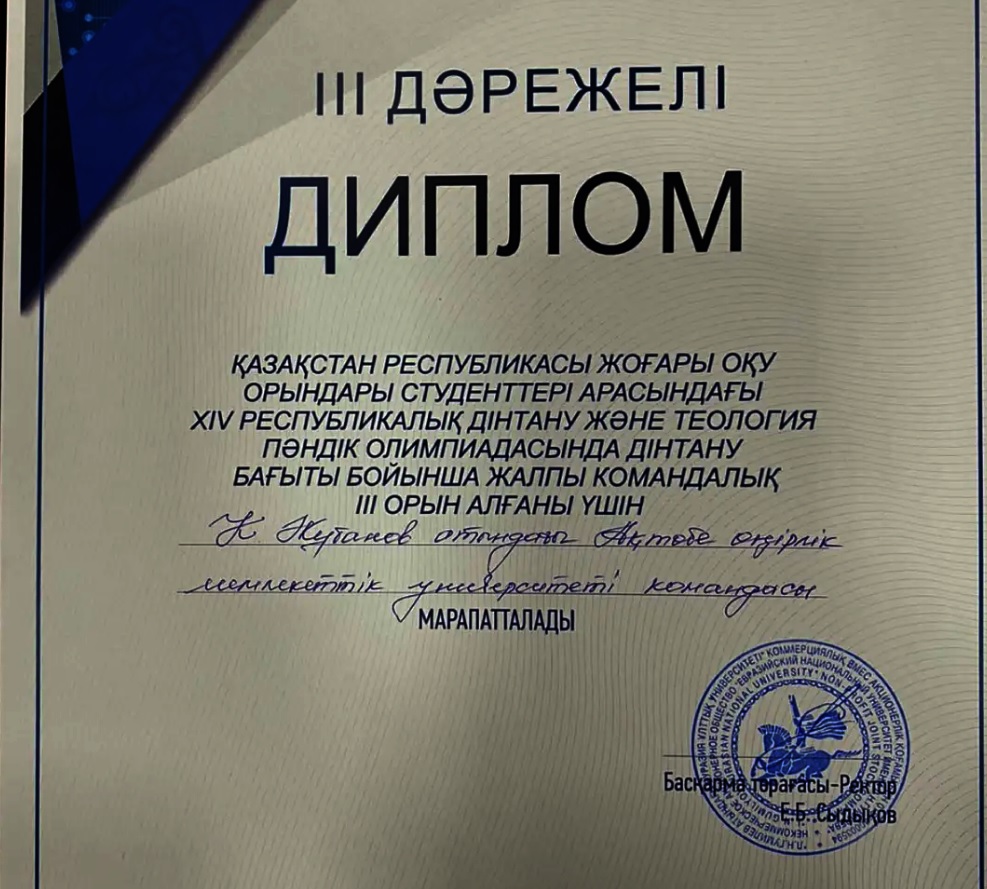 III ДӘРЕЖЕЛІ
ДИПЛОМ
ҚАЗАҚСТАН РЕСПУБЛИКАСЫ ЖОҒАРЫ ОҚУ
ОРЫНДАРЫ СТУДЕНТТЕРІ АРАСЫНДАҒЫ
XIV РЕСПУБЛИКАЛЫҚ ДІНТАНУ ЖӘНЕ ТЕОЛОГИЯ
ПӘНДІК ОЛИМПИАДАСЫНДА ДІНТАНУ
БАҒЫТЫ БОЙЫНША ЖАЛПЫ КОМАНДАЛЫҚ
III ОРЫН АЛҒАНЫ ҮШІН
Қ Жұбанов атындағы Ақтөбе өңірлік
мемлекеттік университеті командасы
МАРАПАТТАЛАДЫ
Басқарма төрағасы-Ректор
Е.Б. Сыдықов